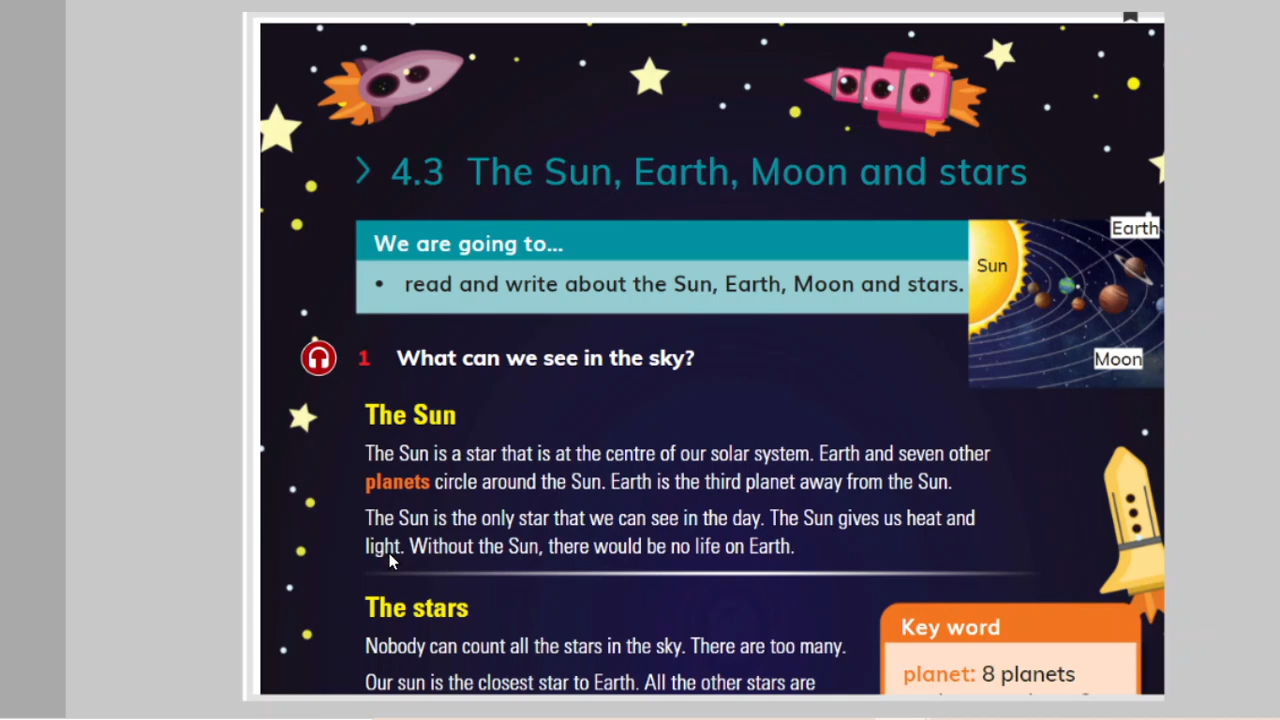 4.3 The Sun, Earth, Moon and stars
We are going to...
• read and write about the Sun, Earth, Moon and stars.
Earth
Sun
Moon
1 What can we see in the sky?
The Sun
The Sun is a star that is at the centre of our solar system. Earth and seven other
planets circle around the Sun. Earth is the third planet away from the Sun.
The Sun is the only star that we can see in the day. The Sun gives us heat and
light. Without the Sun, there would be no life on Earth.
The stars
Nobody can count all the stars in the sky. There are too many.
Our sun is the closest star to Earth. All the other stars are
Key word
planet: 8 planets